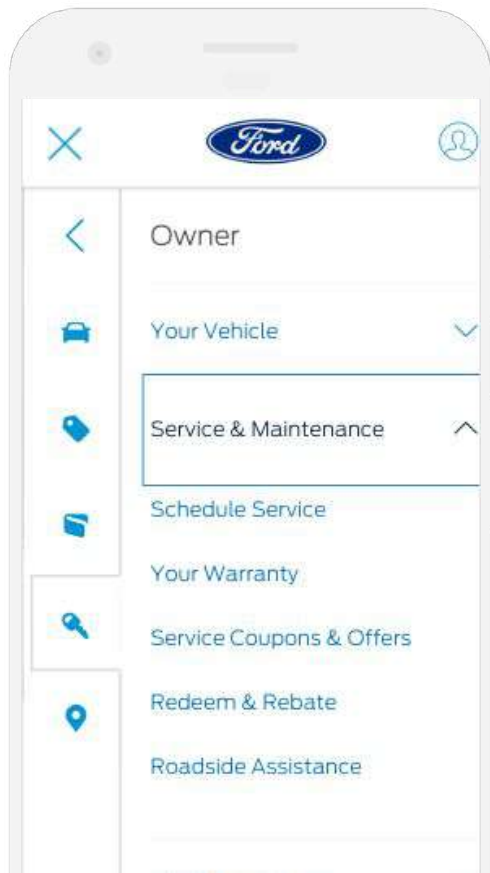 Ford
Owner
Your Vehicle
Service & Maintenance
Schedule Service
Your Warranty
Service Coupons & Offers
Redeem & Rebate
Roadside Assistance